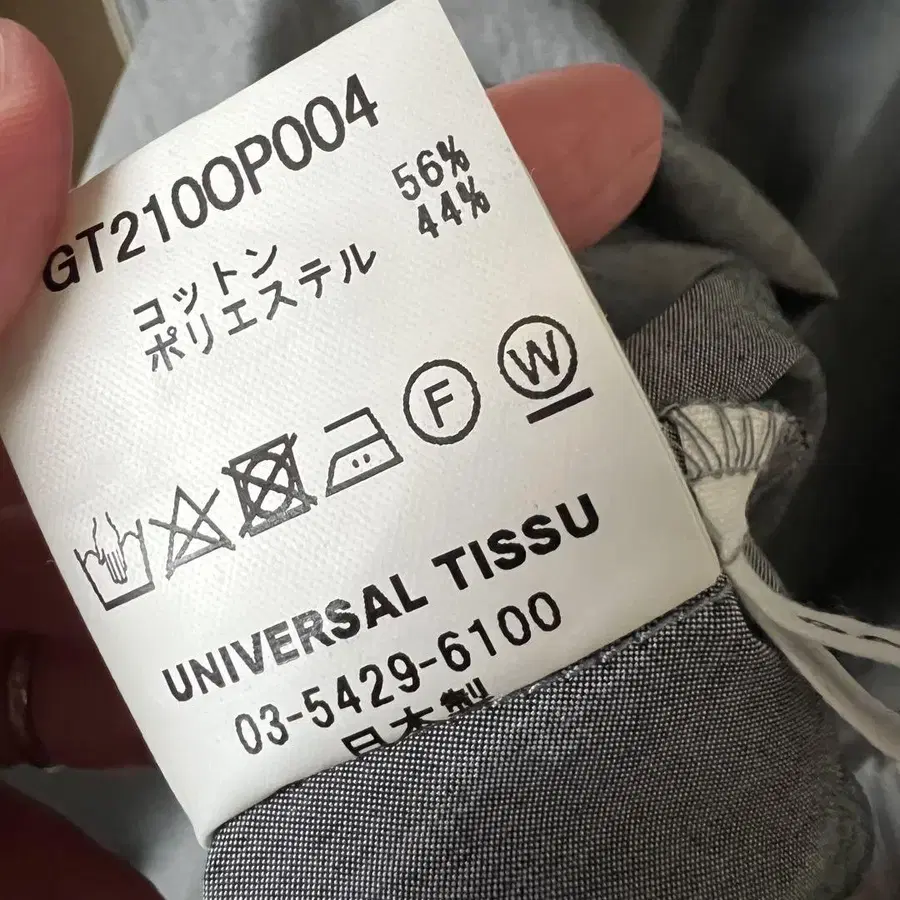 GT2100P004
コットン 56%
ポリエステル 44%
F W
UNIVERSAL TISSU
03-5429-6100
日本製